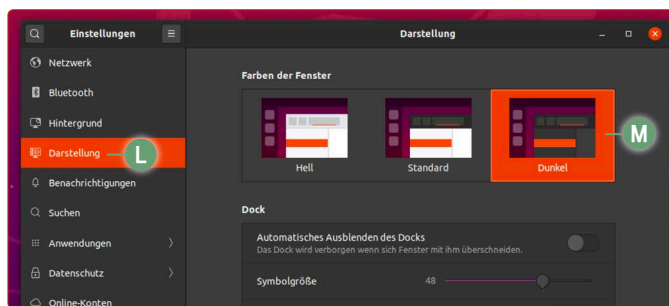 Einstellungen
Darstellung
Netzwerk
Bluetooth
Hintergrund
Darstellung
L
Benachrichtigungen
Suchen
Anwendungen
Datenschutz
Online-Konten
Farben der Fenster
Hell
Standard
Dunkel
M
Dock
Automatisches Ausblenden des Docks
Das Dock wird verborgen wenn sich Fenster mit ihm überschneiden.
Symbolgröße
48